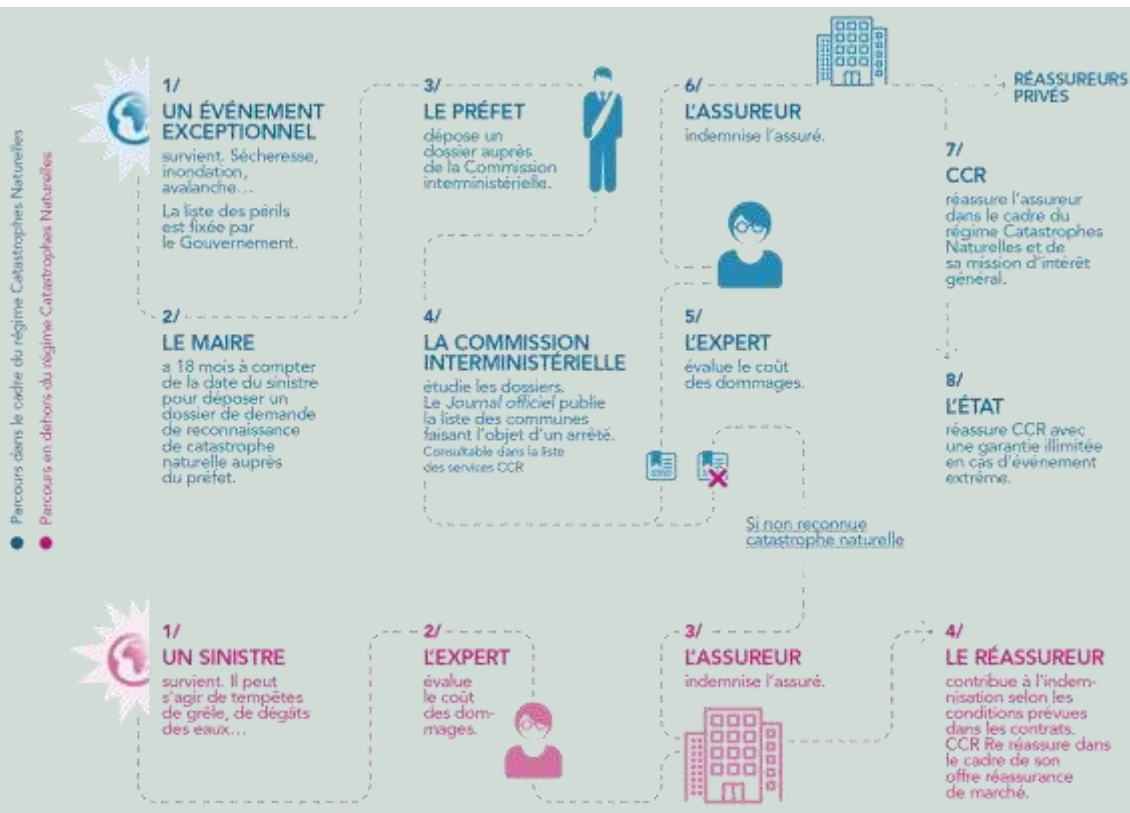 Parcours dans le cadre du régime Catastrophes Naturelles
Parcours en dehors du régime Catastrophes Naturelles
1/
UN ÉVÉNEMENT
EXCEPTIONNEL
survient. Sécheresse,
inondation,
avalanche…
La liste des périls
est fixée par
le Gouvernement.
2/
LE MAIRE
a 18 mois à compter
de la date du sinistre
pour déposer un
dossier de demande
de reconnaissance
de catastrophe
naturelle auprès
du préfet.
3/
LE PRÉFET
dépose un
dossier auprès
de la Commission
interministérielle.
4/
LA COMMISSION
INTERMINISTÉRIELLE
étudie les dossiers.
Le Journal officiel publie
la liste des communes
faisant l'objet d'un arrêté.
Consultable dans la liste
des services CCR
5/
L'EXPERT
évalue le coût
des dommages.
6/
L'ASSUREUR
indemnise l'assuré.
RÉASSUREURS
PRIVÉS
7/
CCR
réassure l'assureur
dans le cadre du
régime Catastrophes
Naturelles et de
sa mission d'intérêt
général.
8/
L'ÉTAT
réassure CCR avec
une garantie illimitée
en cas d'événement
extrême.
Si non reconnue
catastrophe naturelle
1/
UN SINISTRE
survient. Il peut
s'agir de tempêtes
de grêle, de dégâts
des eaux…
2/
L'EXPERT
évalue
le coût
des dom-
mages.
3/
L'ASSUREUR
indemnise l'assuré.
4/
LE RÉASSUREUR
contribue à l'indem-
nisation selon les
conditions prévues
dans les contrats.
CCR Re réassure dans
le cadre de son
offre réassurance
de marché.